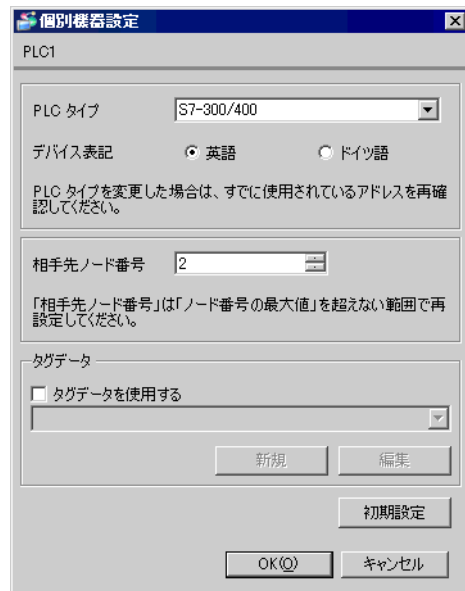 個別機器設定
PLC1
PLC タイプ
S7-300/400
デバイス表記
英語
ドイツ語
PLC タイプを変更した場合は、すでに使用されているアドレスを再確
認してください。
相手先ノード番号
2
「相手先ノード番号」は「ノード番号の最大値」を超えない範囲で再
設定してください。
タグデータ
タグデータを使用する
新規
編集
初期設定
OK(O)
キャンセル